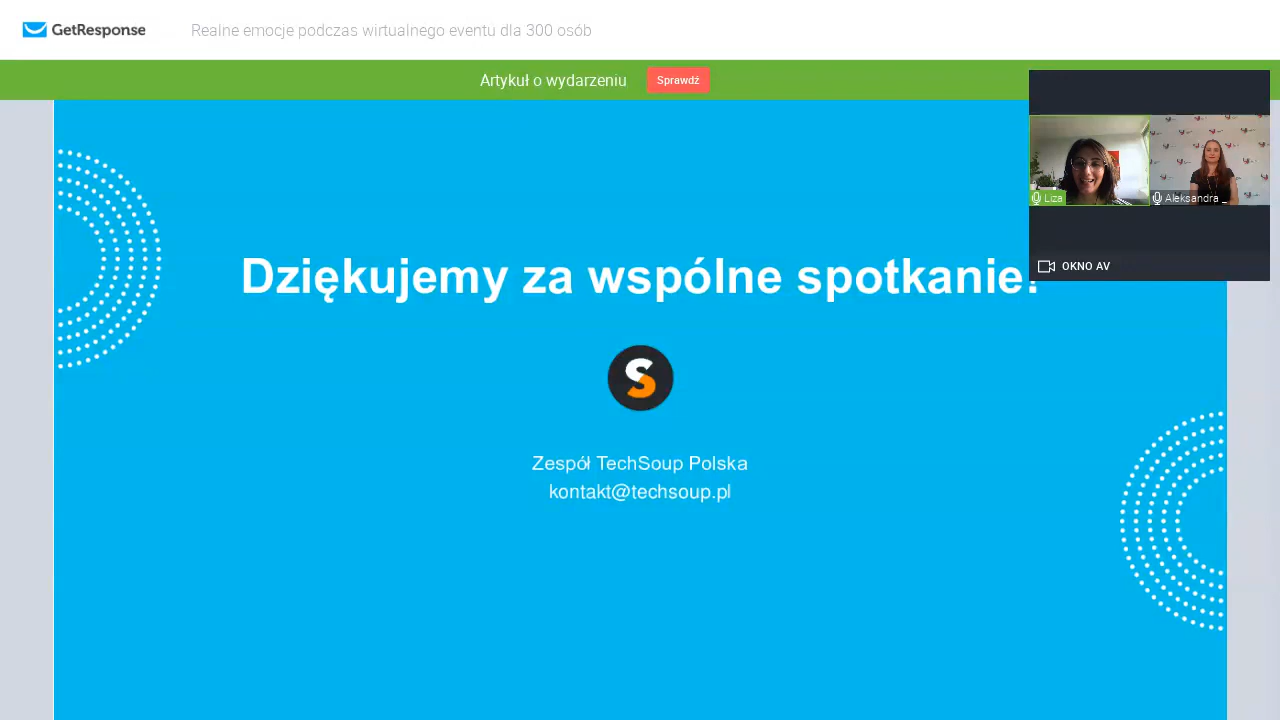 GetResponse
Realne emocje podczas wirtualnego eventu dla 300 osób
Artykuł o wydarzeniu
Sprawdź
Liza
Aleksandra _
OKNO AV
Dziękujemy za wspólne spotkanie!
Zespół TechSoup Polska
kontakt@techsoup.pl